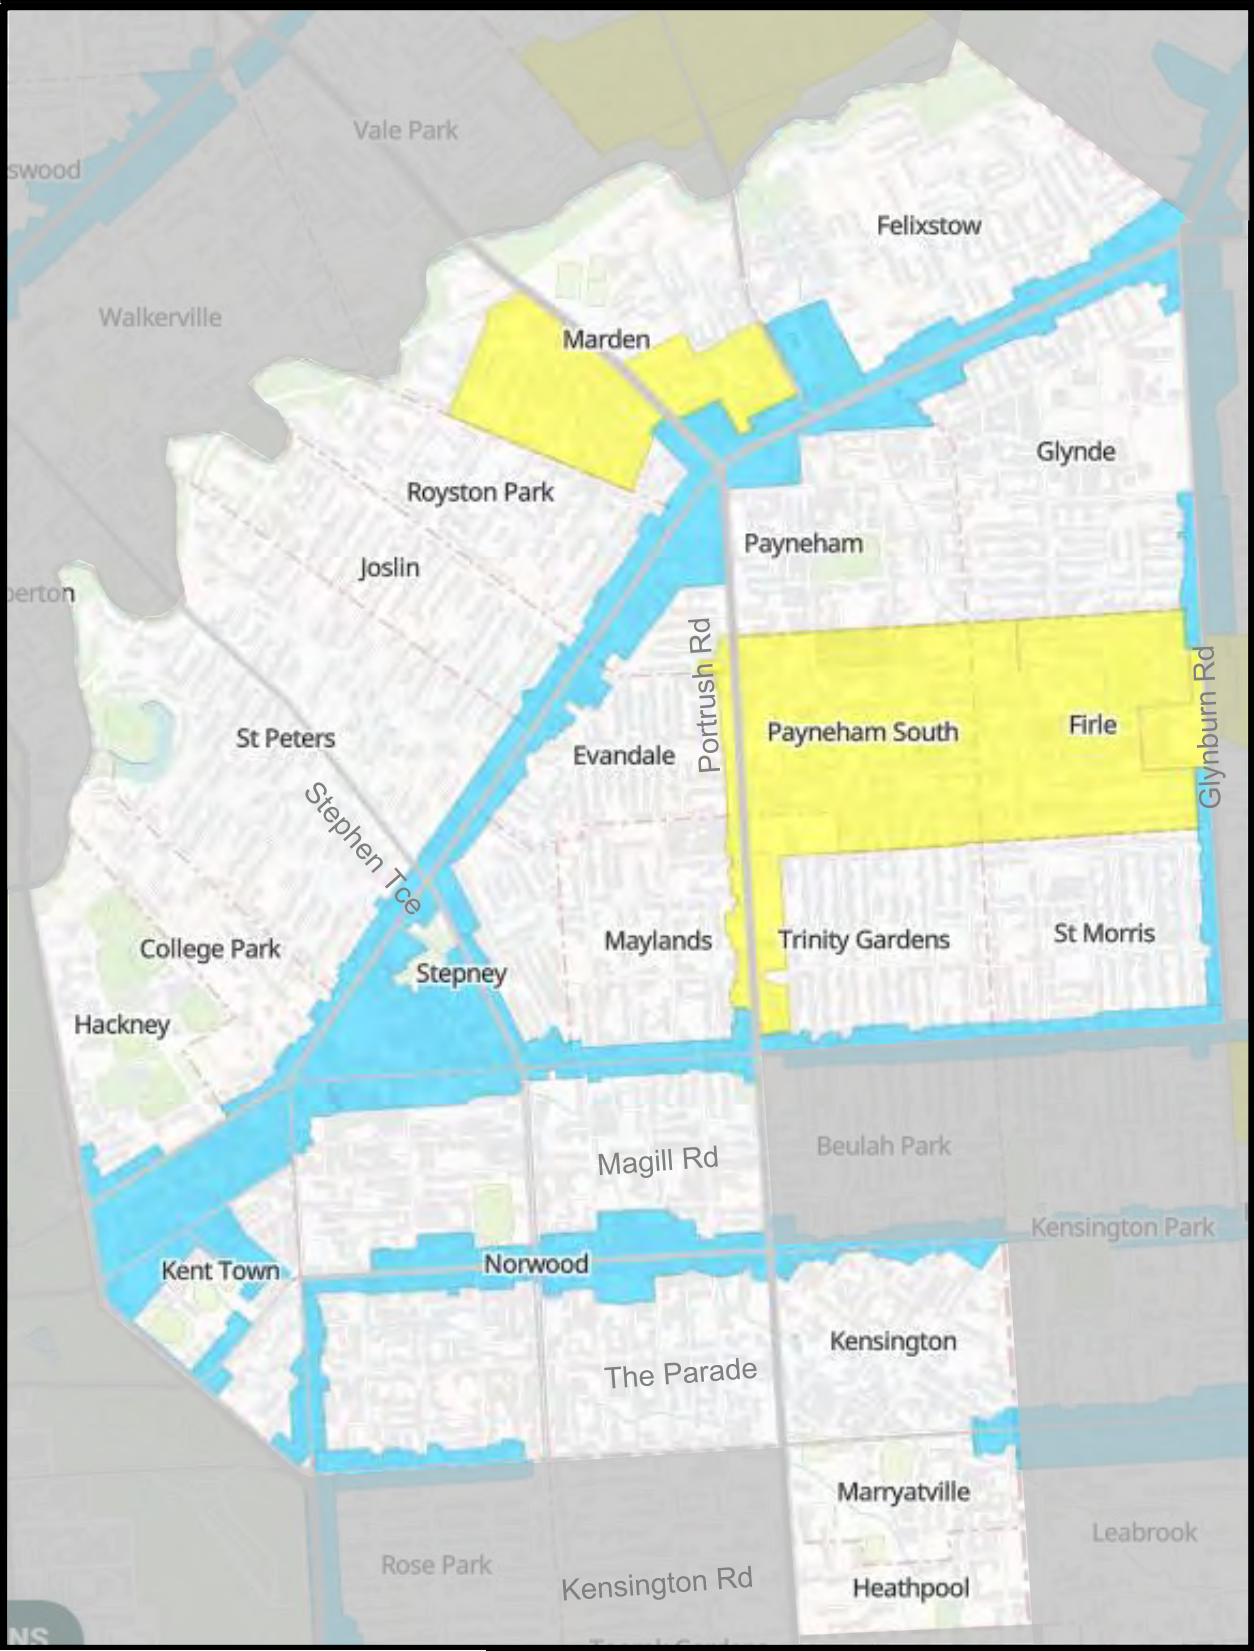 Vale Park
swood
Felixstow
Walkerville
Marden
Glynde
Royston Park
Payneham
Joslin
berton
Portrush Rd
Glynburn Rd
Payneham South
Firle
St Peters
Evandale
Stephen Tce
Maylands
Trinity Gardens
St Morris
College Park
Stepney
Hackney
Magill Rd
Beulah Park
Kensington Park
Kent Town
Norwood
Kensington
The Parade
Marryatville
Leabrook
Rose Park
Kensington Rd
Heathpool
NS